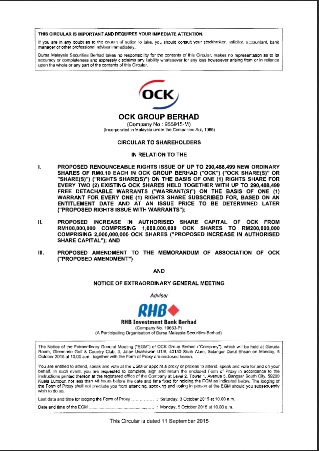 THIS CIRCULAR IS IMPORTANT AND REQUIRES YOUR IMMEDIATE ATTENTION.
If you are in any doubt as to the course of action to take, you should consult your stockbroker, solicitor, accountant, bank
manager or other professional adviser immediately.
Bursa Malaysia Securities Berhad takes no responsibility for the contents of this Circular, makes no representation as to its
accuracy or completeness and expressly disclaims any liability whatsoever for any loss howsoever arising from or in reliance
upon the whole or any part of the contents of this Circular.
OCK
OCK GROUP BERHAD
(Company No.: 955915-M)
(Incorporated in Malaysia under the Companies Act, 1965)
CIRCULAR TO SHAREHOLDERS
IN RELATION TO THE
I. PROPOSED RENOUNCEABLE RIGHTS ISSUE OF UP TO 290,488,499 NEW ORDINARY
SHARES OF RM0.10 EACH IN OCK GROUP BERHAD ("OCK") ("OCK SHARE(S)" OR
"SHARE(S)") ("RIGHTS SHARE(S)") ON THE BASIS OF ONE (1) RIGHTS SHARE FOR
EVERY TWO (2) EXISTING OCK SHARES HELD TOGETHER WITH UP TO 290,488,499
FREE DETACHABLE WARRANTS ("WARRANT(S)") ON THE BASIS OF ONE (1)
WARRANT FOR EVERY ONE (1) RIGHTS SHARE SUBSCRIBED FOR, BASED ON AN
ENTITLEMENT DATE AND AT AN ISSUE PRICE TO BE DETERMINED LATER
("PROPOSED RIGHTS ISSUE WITH WARRANTS");
II. PROPOSED INCREASE IN AUTHORISED SHARE CAPITAL OF OCK FROM
RM100,000,000 COMPRISING 1,000,000,000 OCK SHARES TO RM200,000,000
COMPRISING 2,000,000,000 OCK SHARES ("PROPOSED INCREASE IN AUTHORISED
SHARE CAPITAL"); AND
III. PROPOSED AMENDMENT TO THE MEMORANDUM OF ASSOCIATION OF OCK
("PROPOSED AMENDMENT")
AND
NOTICE OF EXTRAORDINARY GENERAL MEETING
Adviser
RHB
RHB Investment Bank Berhad
(Company No. 19663-P)
(A Participating Organisation of Bursa Malaysia Securities Berhad)
The Notice of the Extraordinary General Meeting ("EGM") of OCK Group Berhad ("Company"), which will be held at
Glenmarie Golf & Country Club, 40150 Shah Alam, Selangor Darul Ehsan on Monday, 5
October 2015 at 10.00 a.m. together with the Form of Proxy are enclosed herein.
You are entitled to attend, speak and vote at the EGM or appoint a proxy or proxies to attend, speak and vote for and on your
behalf. In such event, you are requested to complete, sign and return the enclosed Form of Proxy in accordance to the
instructions printed therein at the registered office of the Company at Level 2, Tower 1, Avenue 5, Bangsar South City, 59200
Kuala Lumpur, not less than 48 hours before the date and time fixed for holding the EGM as indicated below. The lodging of
the Form of Proxy shall not preclude you from attending, speaking and voting in person at the EGM should you subsequently
wish to do so.
Last date and time for lodging the Form of Proxy : Saturday, 3 October 2015 at 10.00 a.m.
Date and time of the EGM : Monday, 5 October 2015 at 10.00 a.m.
This Circular is dated 11 September 2015